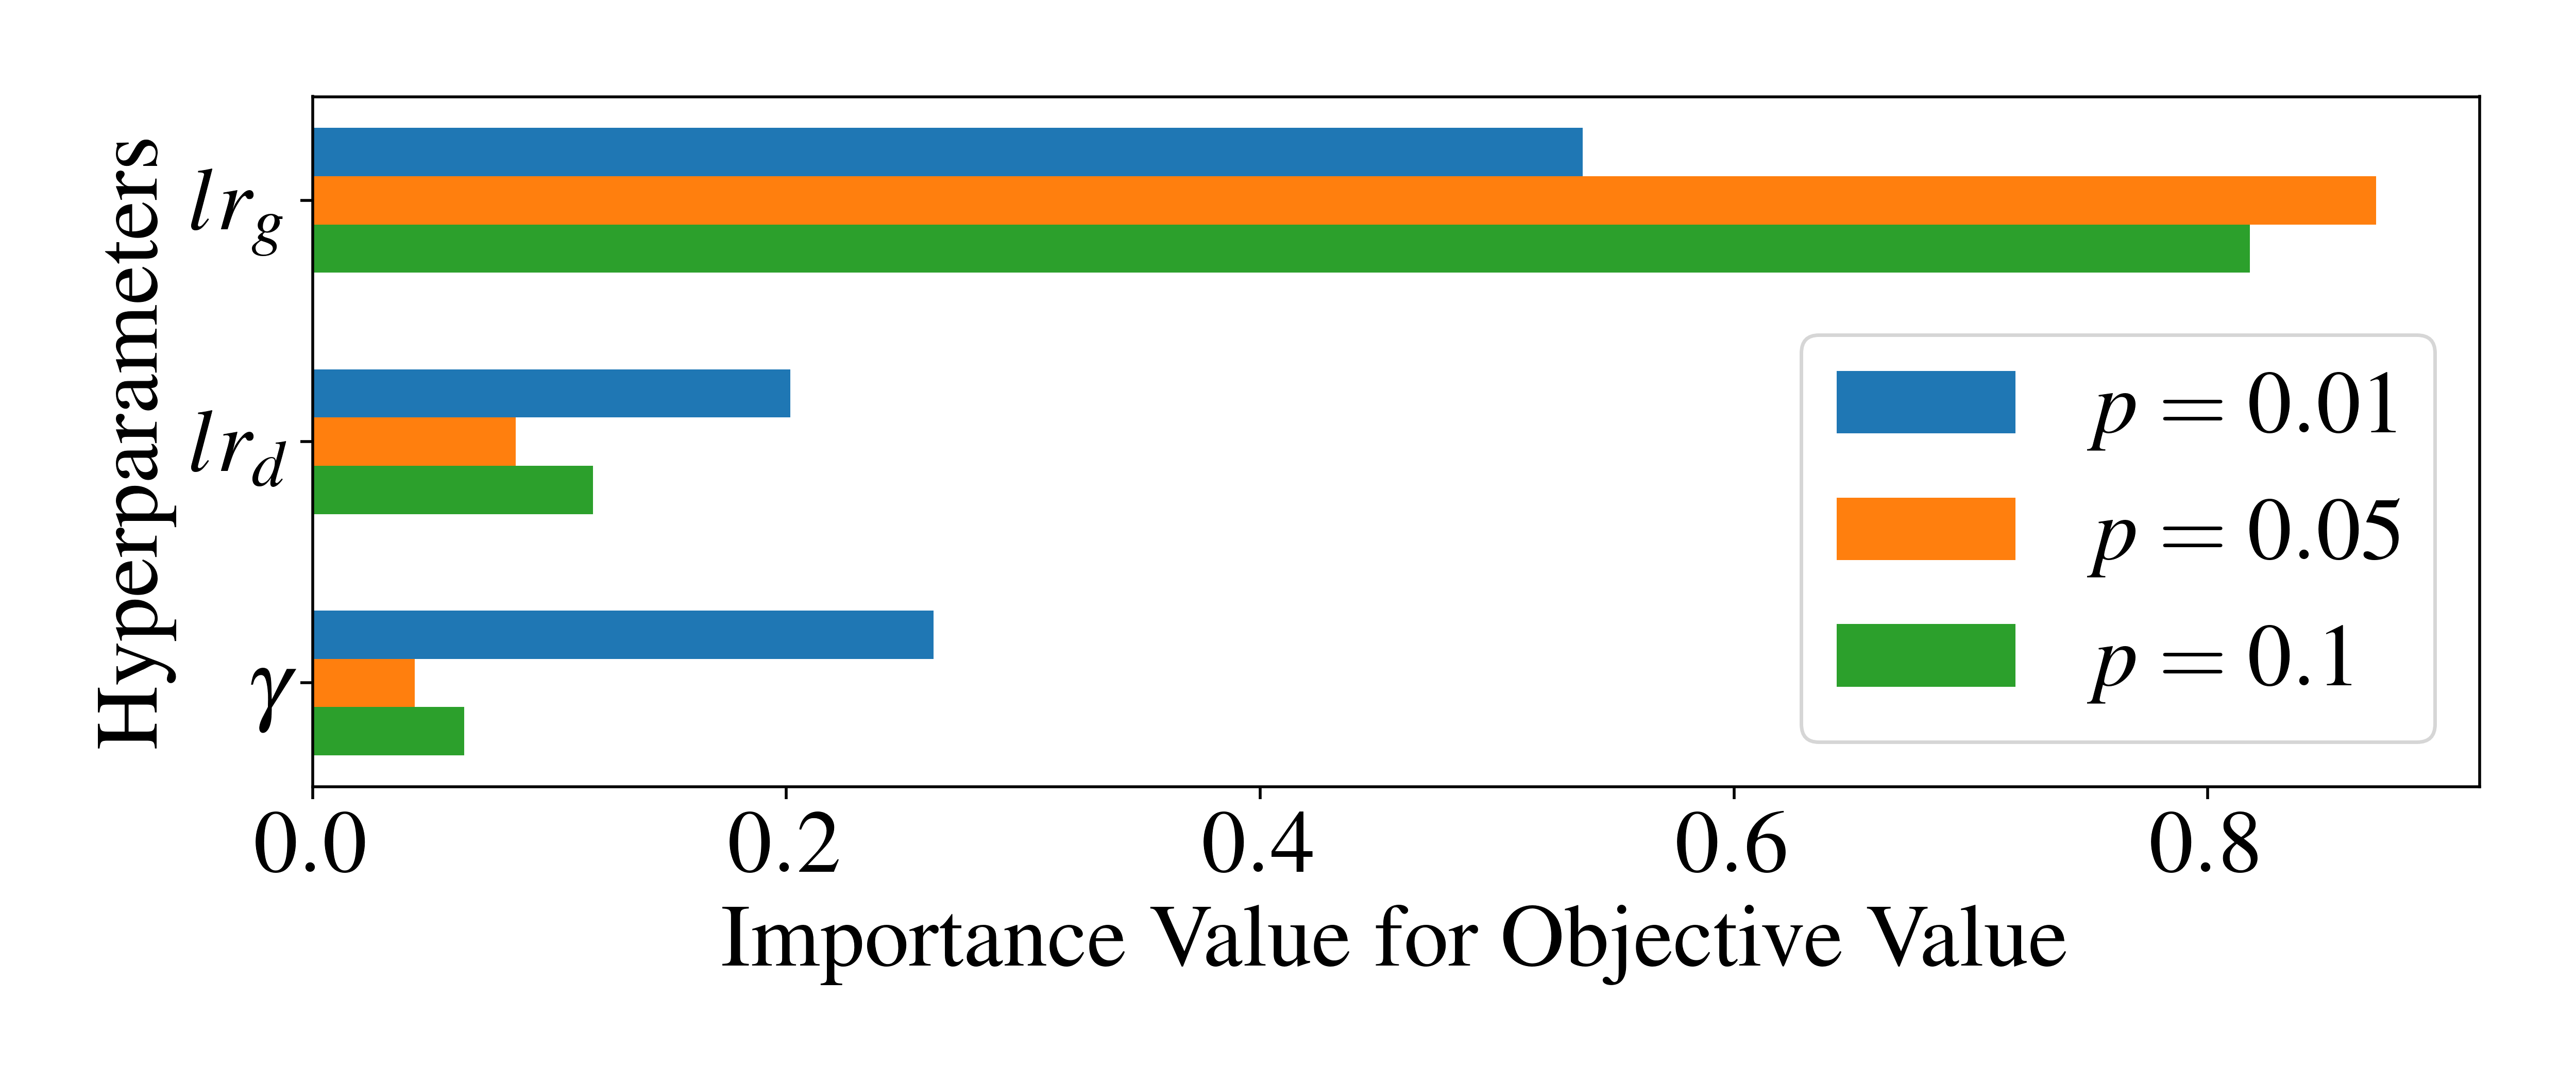 Hyperparameters
lr_g
lr_d
γ
p = 0.01
p = 0.05
p = 0.1
0.0 0.2 0.4 0.6 0.8
Importance Value for Objective Value